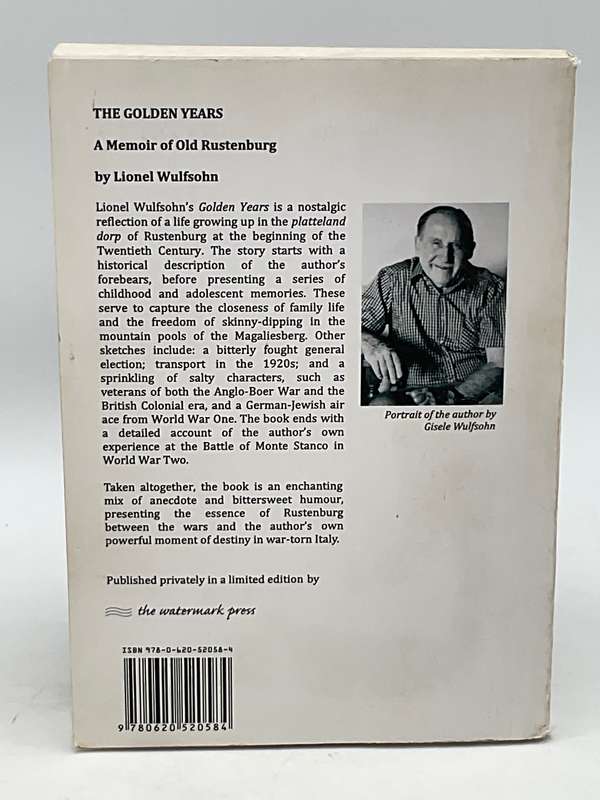 THE GOLDEN YEARS
A Memoir of Old Rustenburg
by Lionel Wulfsohn
Lionel Wulfsohn's Golden Years is a nostalgic
reflection of a life growing up in the platteland
dorp of Rustenburg at the beginning of the
Twentieth Century. The story starts with a
historical description of the author's
forebears, before presenting a series of
childhood and adolescent memories. These
serve to capture the closeness of family life
and the freedom of skinny-dipping in the
mountain pools of the Magaliesberg. Other
sketches include: a bitterly fought general
election; transport in the 1920s; and a
sprinkling of salty characters, such as
veterans of both the Anglo-Boer War and the
British Colonial era, and a German-Jewish air
ace from World War One. The book ends with
a detailed account of the author's own
experience at the Battle of Monte Stanco in
World War Two.
Taken altogether, the book is an enchanting
mix of anecdote and bittersweet humour,
presenting the essence of Rustenburg
between the wars and the author's own
powerful moment of destiny in war-torn Italy.
Portrait of the author by
Gisele Wulfsohn
Published privately in a limited edition by
the watermark press
ISBN 978-0-620-52058-4
9 780620 520584